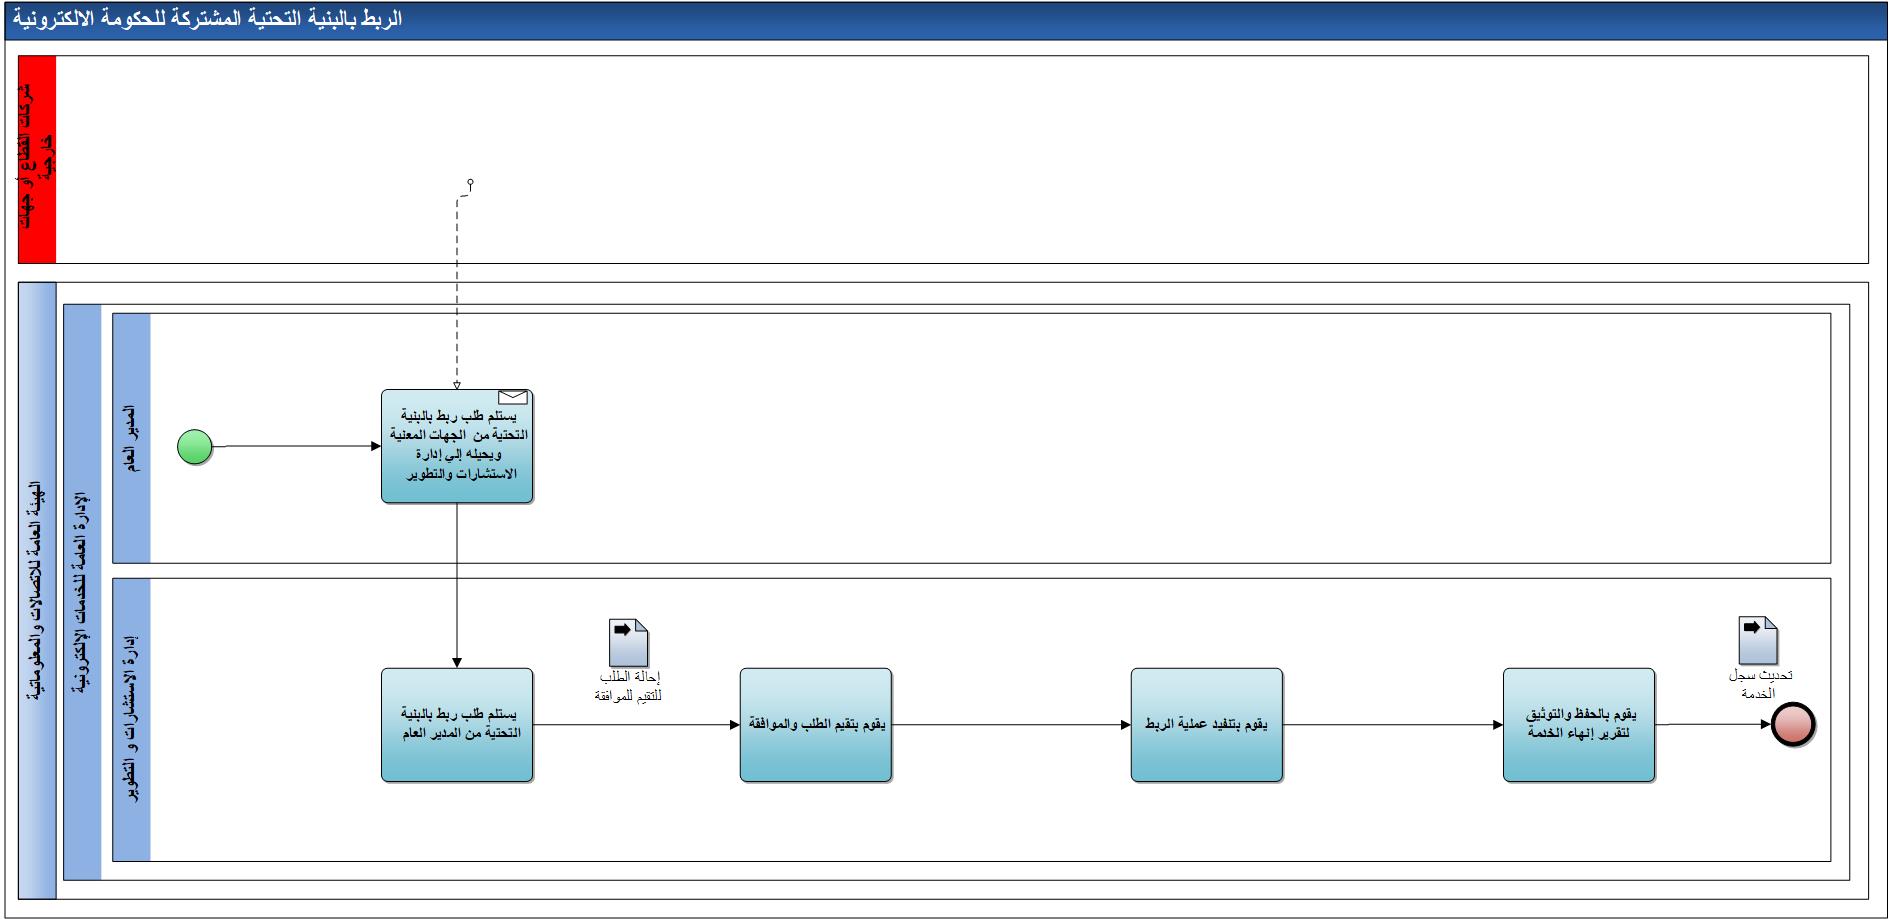 الربط بالبنية التحتية المشتركة للحكومة الالكترونية
شركات القطاع أو جهات
خارجية
الهيئة العامة للاتصالات والمعلوماتية
الإدارة العامة للخدمات الإلكترونية
المدير العام
يستلم طلب ربط بالبنية
التحتية من الجهات المعنية
ويحيله إلي إدارة
الاستشارات والتطوير
إدارة الاستشارات و التطوير
يستلم طلب ربط بالبنية
التحتية من المدير العام
إحالة الطلب
للتقيم للموافقة
يقوم بتقيم الطلب والموافقة
يقوم بتنفيد عملية الربط
يقوم بالحفظ والتوثيق
لتقرير إنهاء الخدمة
تحديث سجل
الخدمة